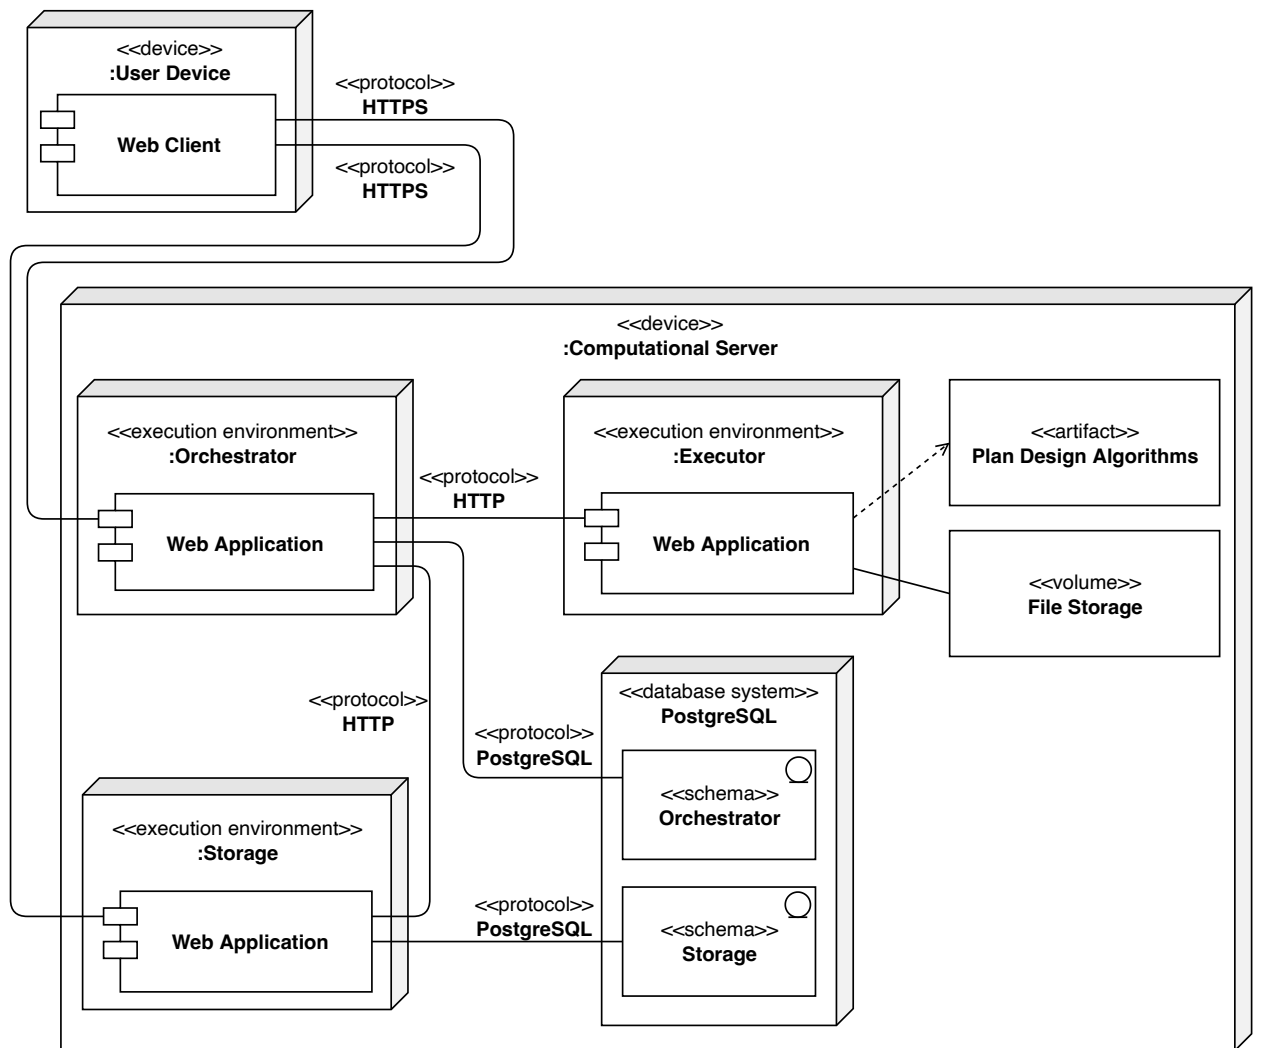 <<device>>
:User Device
Web Client
<<protocol>>
HTTPS
<<protocol>>
HTTPS
<<device>>
:Computational Server
<<execution environment>>
:Orchestrator
Web Application
<<protocol>>
HTTP
<<execution environment>>
:Executor
Web Application
<<artifact>>
Plan Design Algorithms
<<volume>>
File Storage
<<protocol>>
HTTP
<<protocol>>
PostgreSQL
<<database system>>
PostgreSQL
<<schema>>
Orchestrator
<<execution environment>>
:Storage
Web Application
<<protocol>>
PostgreSQL
<<schema>>
Storage